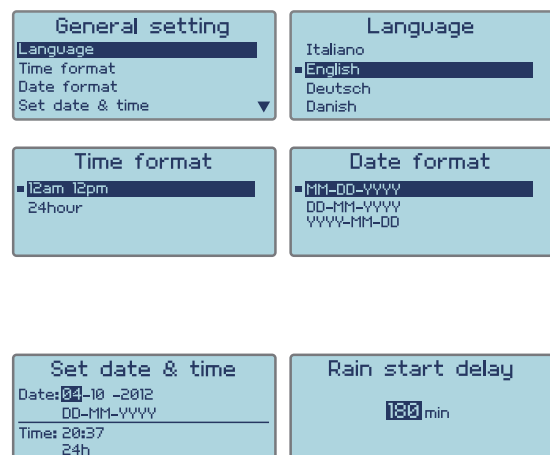 General setting
Language
Time format
Date format
Set date & time
Language
Italiano
English
Deutsch
Danish
Time format
12am 12pm
24hour
Date format
MM-DD-YYYY
DD-MM-YYYY
YYYY-MM-DD
Set date & time
Date: 04-10 -2012
DD-MM-YYYY
Time: 20:37
24h
Rain start delay
180 min